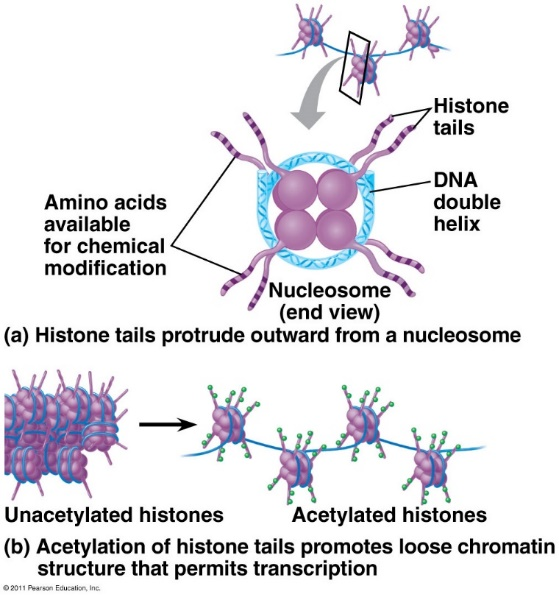 Histone
tails
DNA
double
helix
Amino acids
available
for chemical
modification
Nucleosome
(end view)
(a) Histone tails protrude outward from a nucleosome
Unacetylated histones
Acetylated histones
(b) Acetylation of histone tails promotes loose chromatin
structure that permits transcription
© 2011 Pearson Education, Inc.